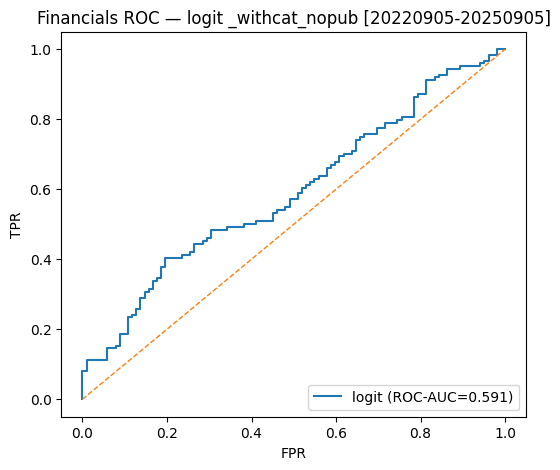 Financials ROC — logit _withcat_nopub [20220905-20250905]
TPR
1.0
0.8
0.6
0.4
0.2
0.0
logit (ROC-AUC=0.591)
0.0 0.2 0.4 0.6 0.8 1.0
FPR